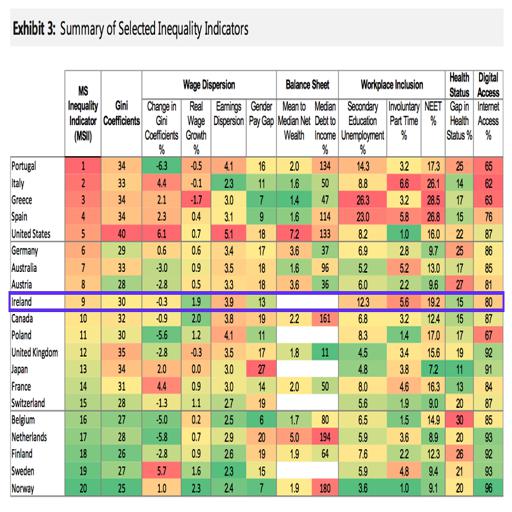 Exhibit 3: Summary of Selected Inequality Indicators
MS Inequality Indicator (MSII) Gini Coefficients Wage Dispersion Balance Sheet Workplace Inclusion Health Status Digital Access
Change in Gini Coefficients % Real Wage Growth % Earnings Dispersion Gender Pay Gap Mean to Median Net Wealth Median Debt to Income % Secondary Education Unemployment % Involuntary Part Time % NEET % Gap in Health Status % Internet Access %
Portugal 1 34 -6.3 -0.5 4.1 16 2.0 134 14.3 3.2 17.3 25 65
Italy 2 33 4.4 -0.1 2.3 11 1.6 50 8.8 6.6 26.1 14 62
Greece 3 34 2.1 -1.7 3.0 7 1.4 47 26.3 3.2 28.5 17 63
Spain 4 34 2.3 0.4 3.1 9 1.6 114 23.0 5.8 26.8 15 76
United States 5 40 6.1 0.7 5.1 18 7.2 133 8.2 1.0 16.0 22 87
Germany 6 29 0.6 0.6 3.4 17 3.6 37 6.9 2.8 9.7 25 86
Australia 7 33 -3.0 0.9 3.5 18 1.6 96 5.2 5.2 13.0 17 85
Austria 8 28 -2.8 0.5 3.3 18 3.6 36 6.0 2.2 9.6 27 81
Ireland 9 30 -0.3 1.9 3.9 13 12.3 5.6 19.2 15 80
Canada 10 32 -0.9 2.0 3.8 19 2.2 161 6.8 3.2 12.4 15 87
Poland 11 30 -5.6 1.2 4.1 11 8.3 1.4 17.0 17 67
United Kingdom 12 35 -2.8 -0.3 3.5 17 1.8 11 4.5 3.4 15.6 19 92
Japan 13 34 2.0 0.0 3.0 27 4.8 3.8 7.2 11 91
France 14 31 4.4 0.9 3.0 14 2.0 50 8.0 4.6 16.3 13 84
Switzerland 15 28 -1.3 1.1 2.7 19 5.6 1.9 9.0 20 87
Belgium 16 27 -5.0 0.2 2.5 6 1.7 80 6.5 1.5 14.9 30 85
Netherlands 17 28 -5.8 0.7 2.9 20 5.0 194 5.9 3.6 8.9 20 93
Finland 18 26 -2.8 0.9 2.6 19 1.9 64 7.6 2.2 12.3 26 92
Sweden 19 27 5.7 1.6 2.3 15 5.9 4.8 9.4 21 93
Norway 20 25 1.0 2.3 2.4 7 1.9 180 3.6 1.0 9.1 20 96